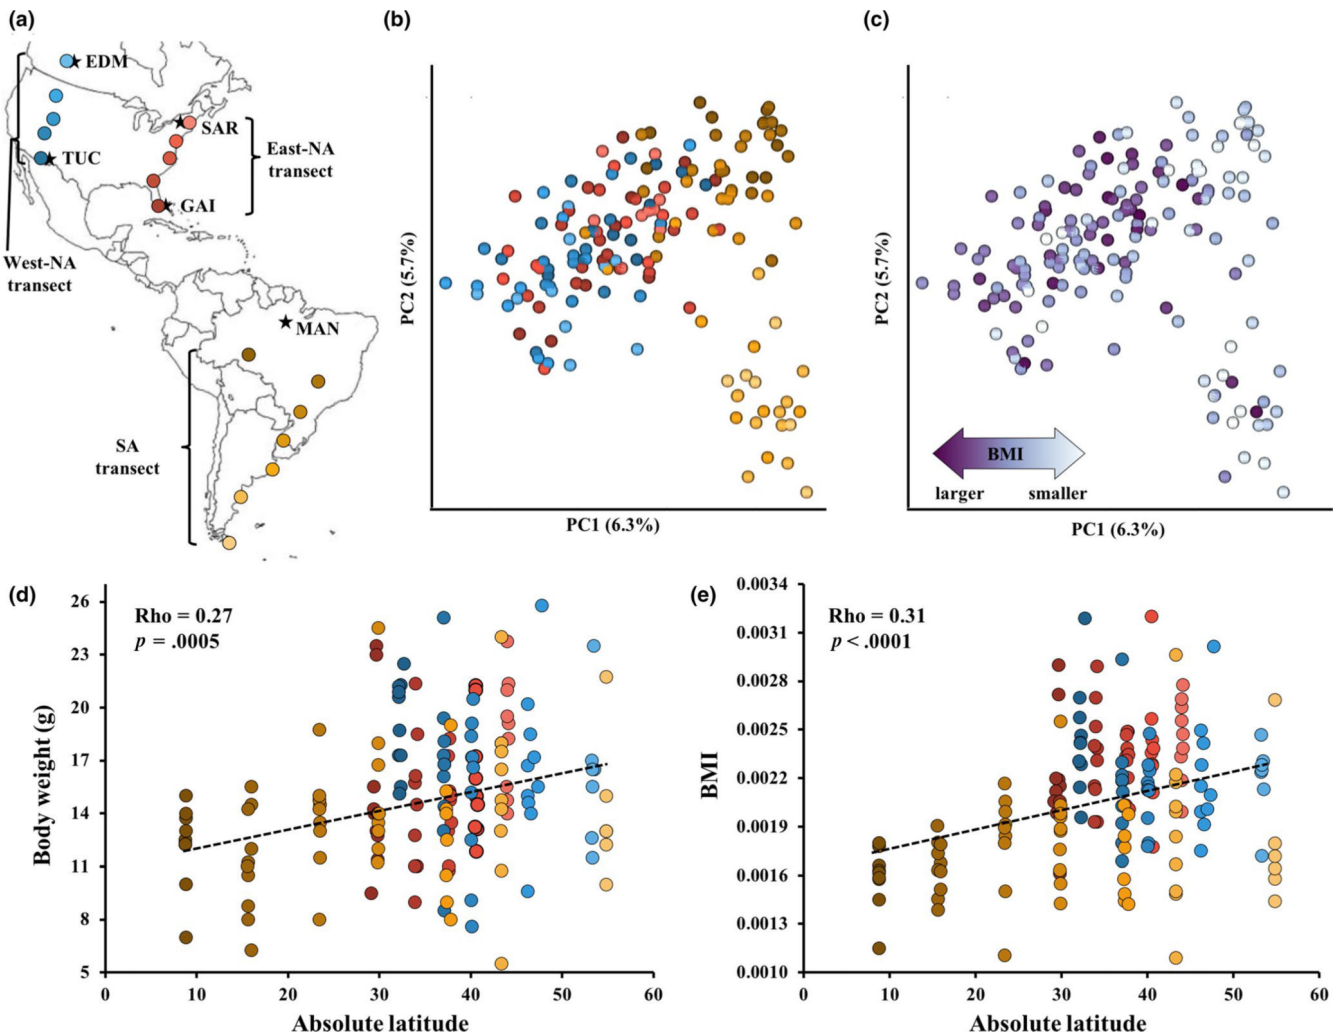 (a)
EDM
SAR
East-NA
transect
TUC
GAI
West-NA
transect
MAN
SA
transect
(b)
PC2 (5.7%)
PC1 (6.3%)
(c)
PC2 (5.7%)
BMI
larger
smaller
PC1 (6.3%)
(d)
Rho = 0.27
p = .0005
Body weight (g)
26
23
20
17
14
11
8
5
0
10
20
30
40
50
60
Absolute latitude
(e)
Rho = 0.31
p < .0001
BMI
0.0034
0.0031
0.0028
0.0025
0.0022
0.0019
0.0016
0.0013
0.0010
0
10
20
30
40
50
60
Absolute latitude